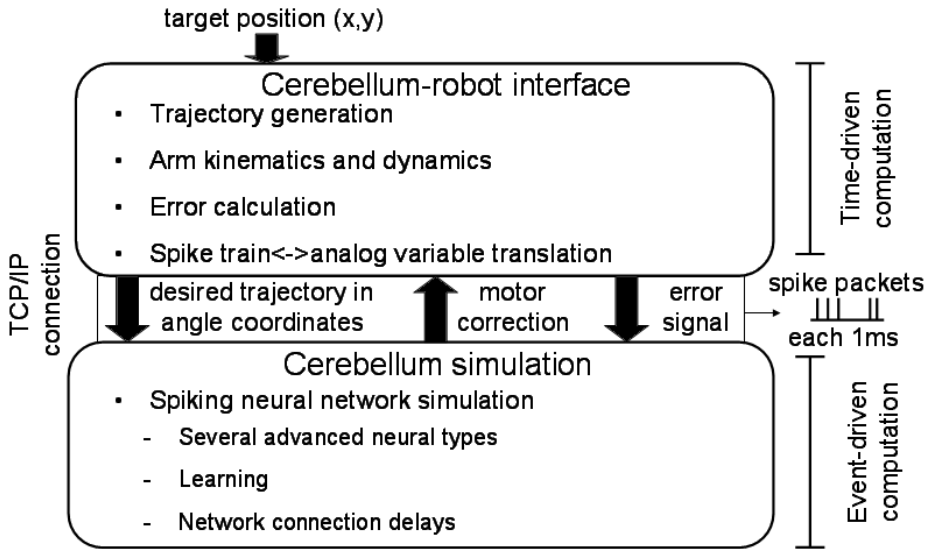 target position (x,y)
Cerebellum-robot interface
▪ Trajectory generation
▪ Arm kinematics and dynamics
▪ Error calculation
▪ Spike train<->analog variable translation
Time-driven
computation
TCP/IP
connection
desired trajectory in
angle coordinates
motor
correction
error
signal
spike packets
each 1ms
Cerebellum simulation
▪ Spiking neural network simulation
- Several advanced neural types
- Learning
- Network connection delays
Event-driven
computation